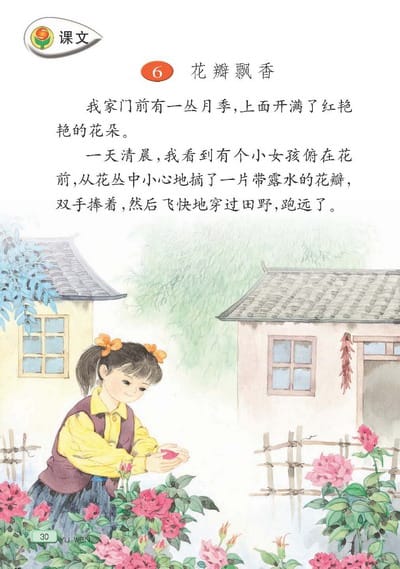 课文
6 花瓣飘香
我家门前有一丛月季,上面开满了红艳
艳的花朵。
一天清晨,我看到有个小女孩俯在花
前,从花丛中小心地摘了一片带露水的花瓣,
双手捧着,然后飞快地穿过田野,跑远了。
30 YU WEN